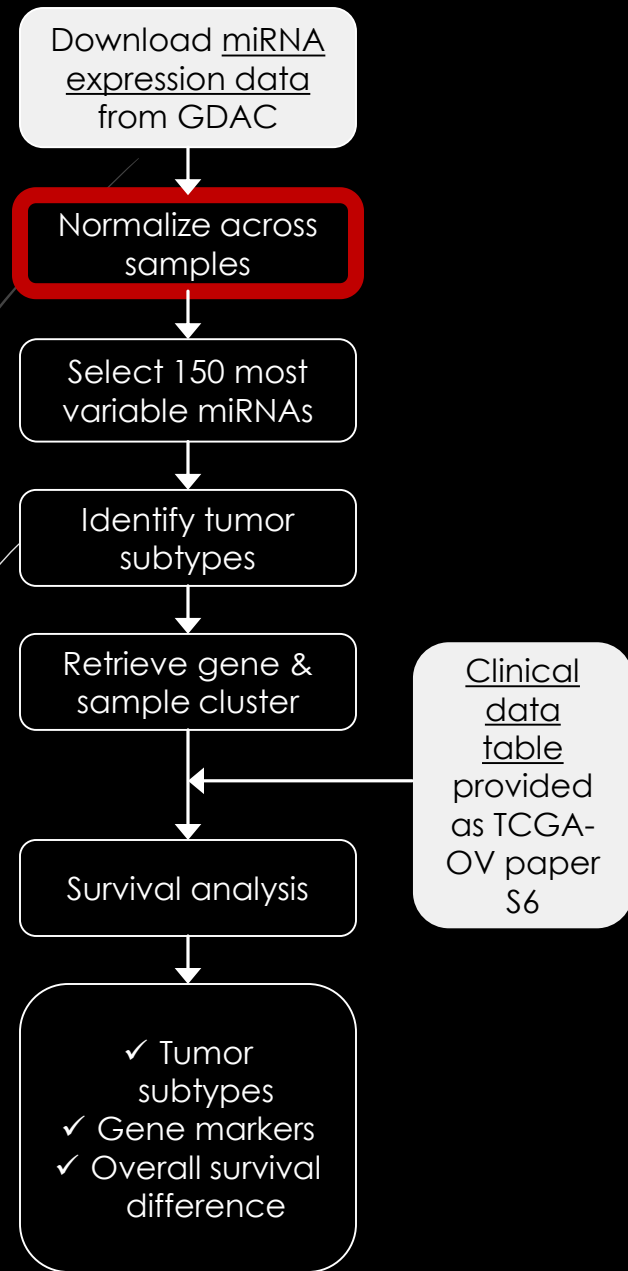 Download miRNA
expression data
from GDAC
Normalize across
samples
Select 150 most
variable miRNAs
Identify tumor
subtypes
Retrieve gene &
sample cluster
Clinical
data
table
provided
as TCGA-
OV paper
S6
Survival analysis
✓ Tumor
subtypes
✓ Gene markers
✓ Overall survival
difference